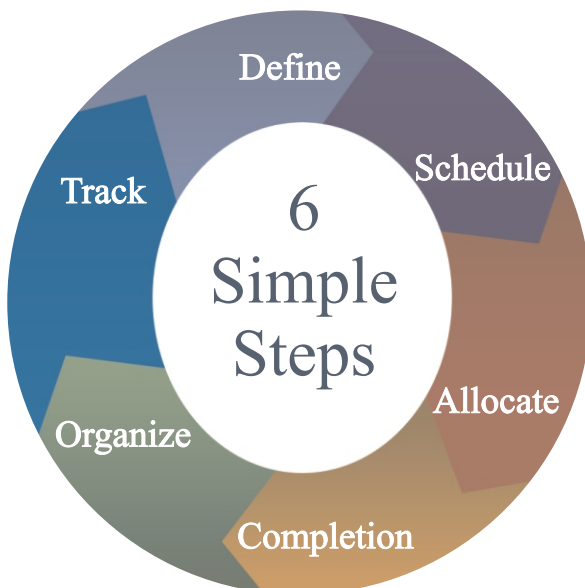 Define
Schedule
Allocate
Completion
Organize
Track
6
Simple
Steps